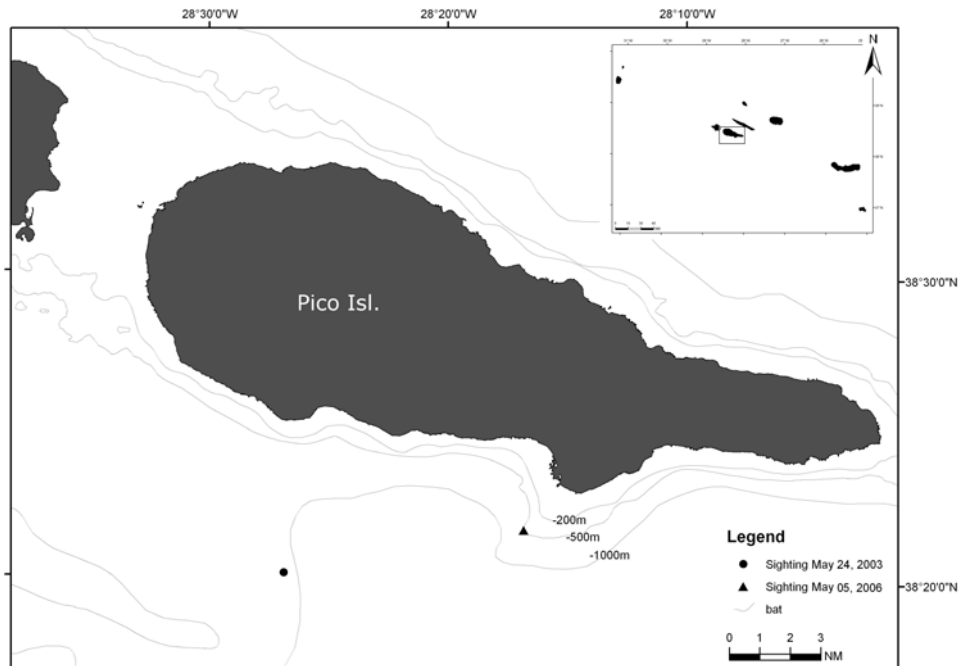 28°30'0"W 28°20'0"W 28°10'0"W
N
38°30'0"N
Pico Isl.
-200m
-500m
-1000m
Legend
Sighting May 24, 2003
Sighting May 05, 2006
bat
38°20'0"N
0 1 2 3
NM